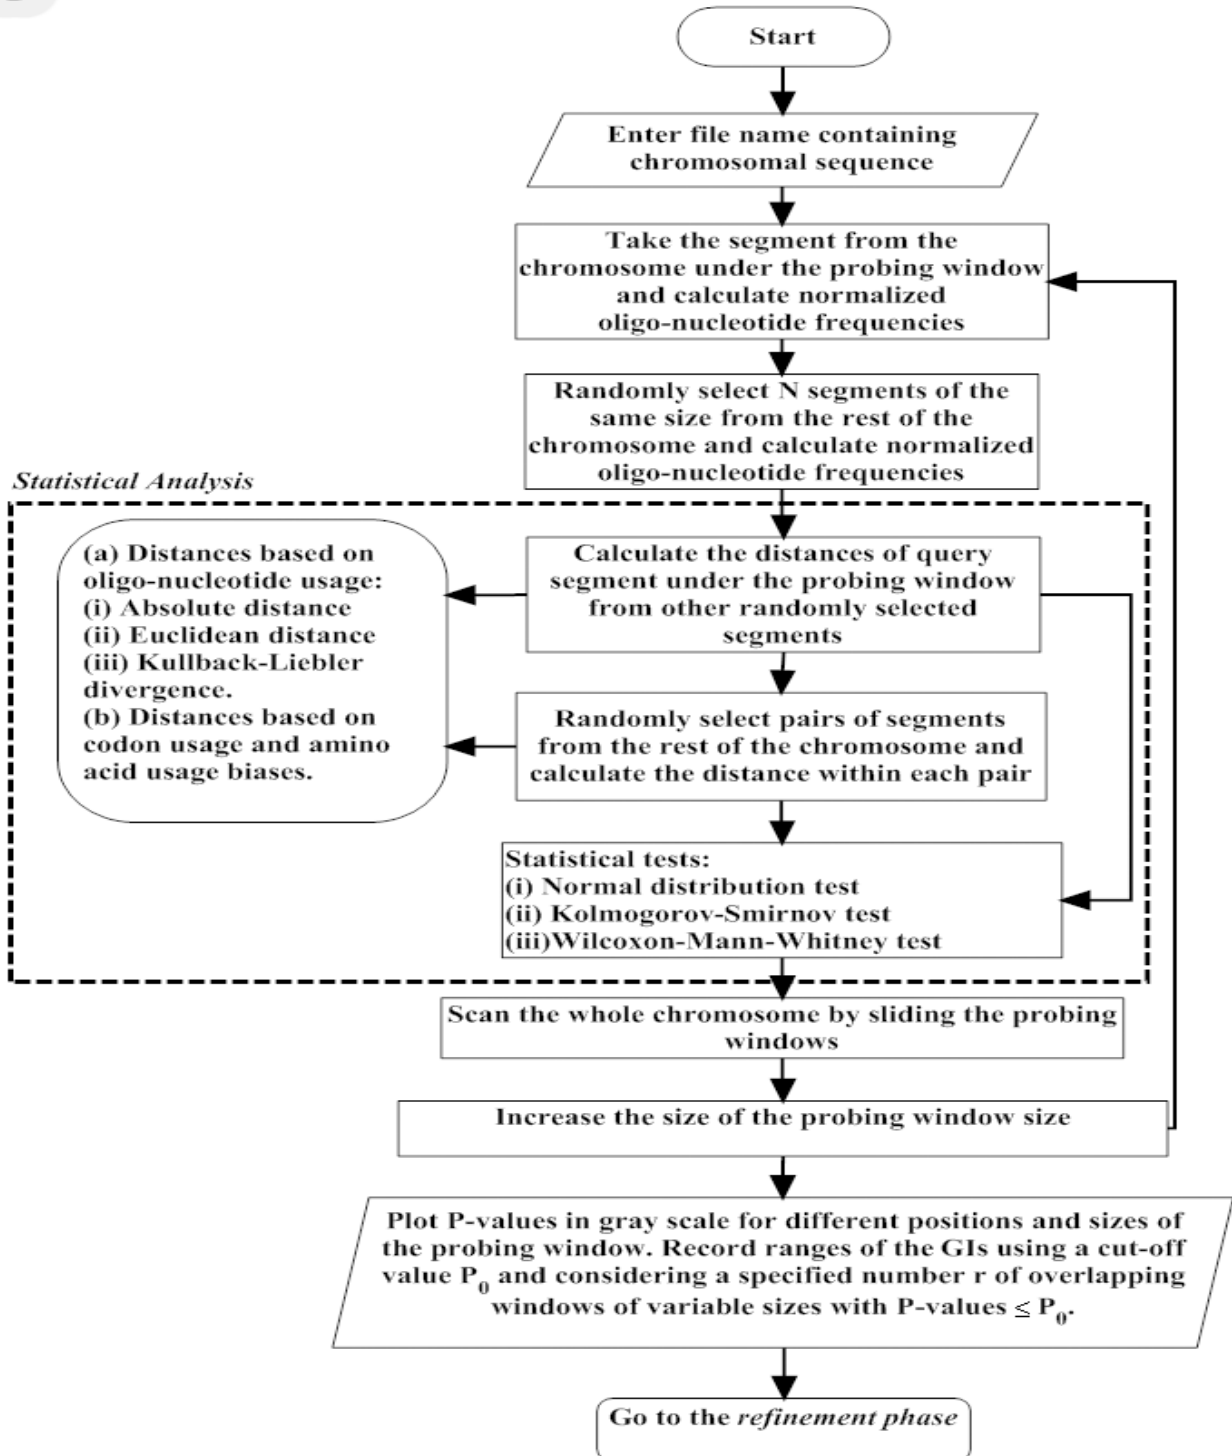 Start
Enter file name containing
chromosomal sequence
Take the segment from the
chromosome under the probing window
and calculate normalized
oligo-nucleotide frequencies
Randomly select N segments of the
same size from the rest of the
chromosome and calculate normalized
oligo-nucleotide frequencies
Statistical Analysis
(a) Distances based on
oligo-nucleotide usage:
(i) Absolute distance
(ii) Euclidean distance
(iii) Kullback-Liebler
divergence.
(b) Distances based on
codon usage and amino
acid usage biases.
Calculate the distances of query
segment under the probing window
from other randomly selected
segments
Randomly select pairs of segments
from the rest of the chromosome and
calculate the distance within each pair
Statistical tests:
(i) Normal distribution test
(ii) Kolmogorov-Smirnov test
(iii)Wilcoxon-Mann-Whitney test
Scan the whole chromosome by sliding the probing
windows
Increase the size of the probing window size
Plot P-values in gray scale for different positions and sizes of
the probing window. Record ranges of the GIs using a cut-off
value P0 and considering a specified number r of overlapping
windows of variable sizes with P-values ≤ P0.
Go to the refinement phase